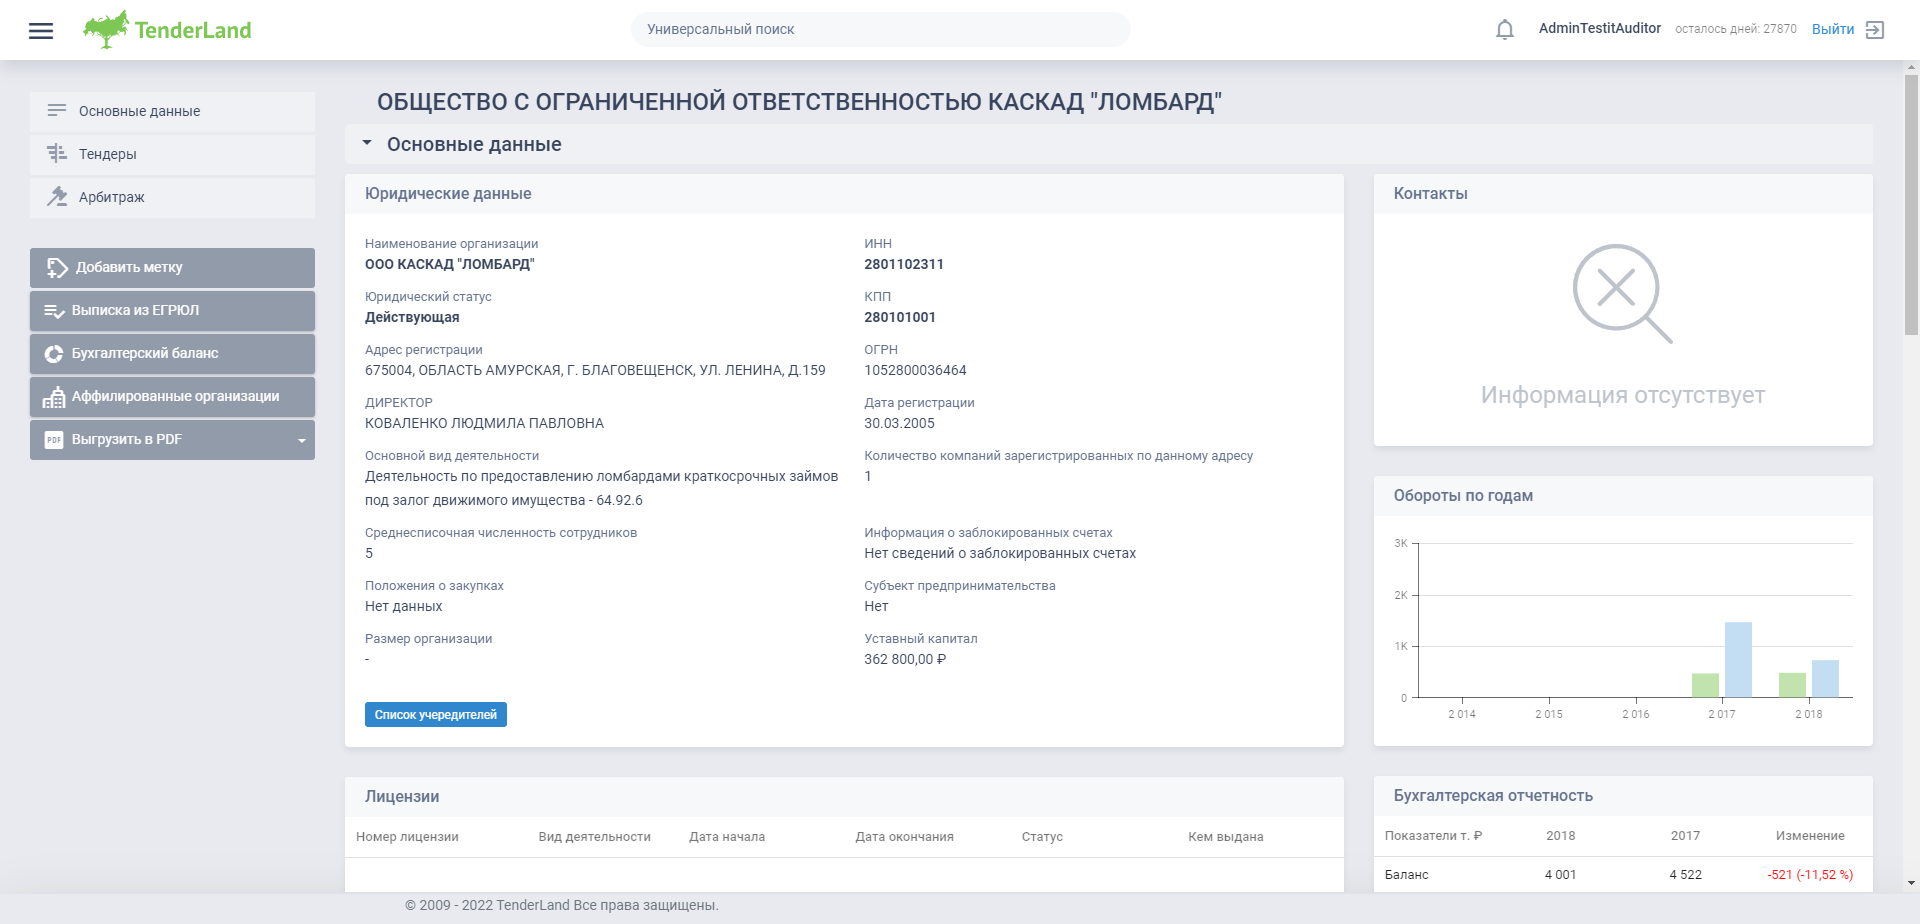 TenderLand
Универсальный поиск
AdminTestitAuditor
осталось дней: 27870
Выйти
Основные данные
Тендеры
Арбитраж
Добавить метку
Выписка из ЕГРЮЛ
Бухгалтерский баланс
Аффилированные организации
PDF Выгрузить в PDF
ОБЩЕСТВО С ОГРАНИЧЕННОЙ ОТВЕТСТВЕННОСТЬЮ КАСКАД "ЛОМБАРД"
Основные данные
Юридические данные
Наименование организации
ООО КАСКАД "ЛОМБАРД"
ИНН
2801102311
Юридический статус
Действующая
КПП
280101001
Адрес регистрации
675004, ОБЛАСТЬ АМУРСКАЯ, Г. БЛАГОВЕЩЕНСК, УЛ. ЛЕНИНА, Д.159
ОГРН
1052800036464
ДИРЕКТОР
КОВАЛЕНКО ЛЮДМИЛА ПАВЛОВНА
Дата регистрации
30.03.2005
Основной вид деятельности
Деятельность по предоставлению ломбардами краткосрочных займов
под залог движимого имущества - 64.92.6
Количество компаний зарегистрированных по данному адресу
1
Среднесписочная численность сотрудников
5
Информация о заблокированных счетах
Нет сведений о заблокированных счетах
Положения о закупках
Нет данных
Субъект предпринимательства
Нет
Размер организации
-
Уставный капитал
362 800,00 ₽
Список учередителей
Контакты
Информация отсутствует
Обороты по годам
3K
2K
1K
0
2 014 2 015 2 016 2 017 2 018
Лицензии
Номер лицензии Вид деятельности Дата начала Дата окончания Статус Кем выдана
Бухгалтерская отчетность
Показатели т. ₽ 2018 2017 Изменение
Баланс 4 001 4 522 -521 (-11,52 %)
© 2009 - 2022 TenderLand Все права защищены.